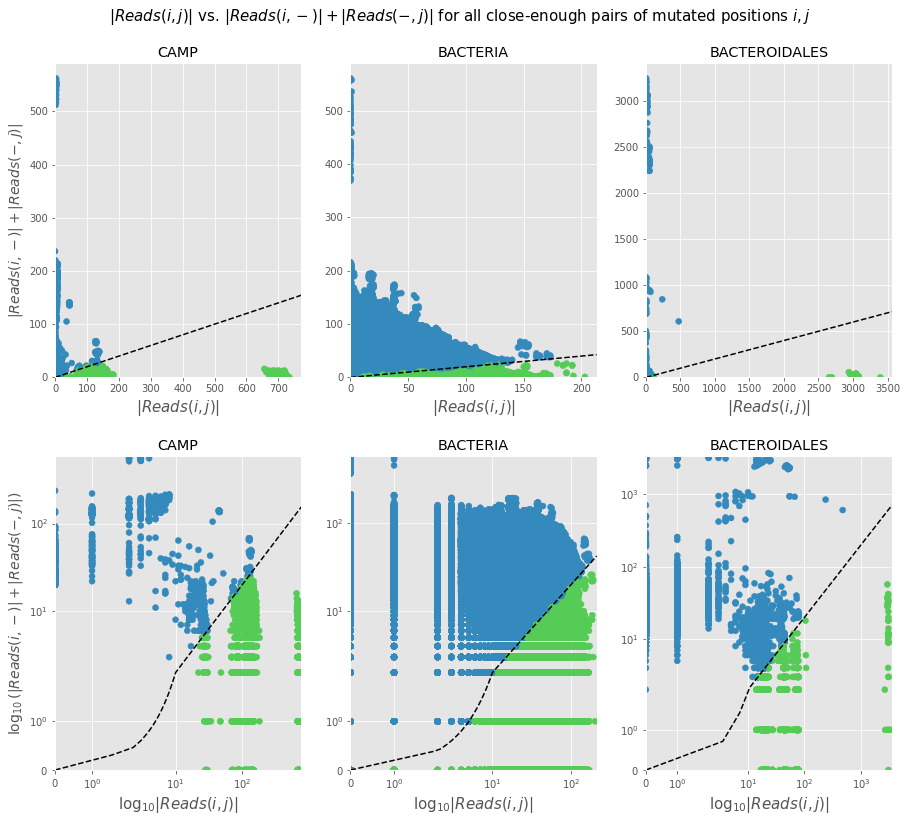 |Reads(i, j)| vs. |Reads(i, −)| + |Reads(−, j)| for all close-enough pairs of mutated positions i, j
CAMP
BACTERIA
BACTEROIDALES
|Reads(i, −)| + |Reads(−, j)|
500
400
300
200
100
0
0 100 200 300 400 500 600 700
|Reads(i, j)|
500
400
300
200
100
0
0 50 100 150 200
|Reads(i, j)|
3000
2500
2000
1500
1000
500
0
0 500 1000 1500 2000 2500 3000 3500
|Reads(i, j)|
CAMP
BACTERIA
BACTEROIDALES
log₁₀(|Reads(i, −)| + |Reads(−, j)|)
10²
10¹
10⁰
0
0 10⁰ 10¹ 10²
log₁₀|Reads(i, j)|
10²
10¹
10⁰
0
0 10⁰ 10¹ 10²
log₁₀|Reads(i, j)|
10³
10²
10¹
10⁰
0
0 10⁰ 10¹ 10² 10³
log₁₀|Reads(i, j)|